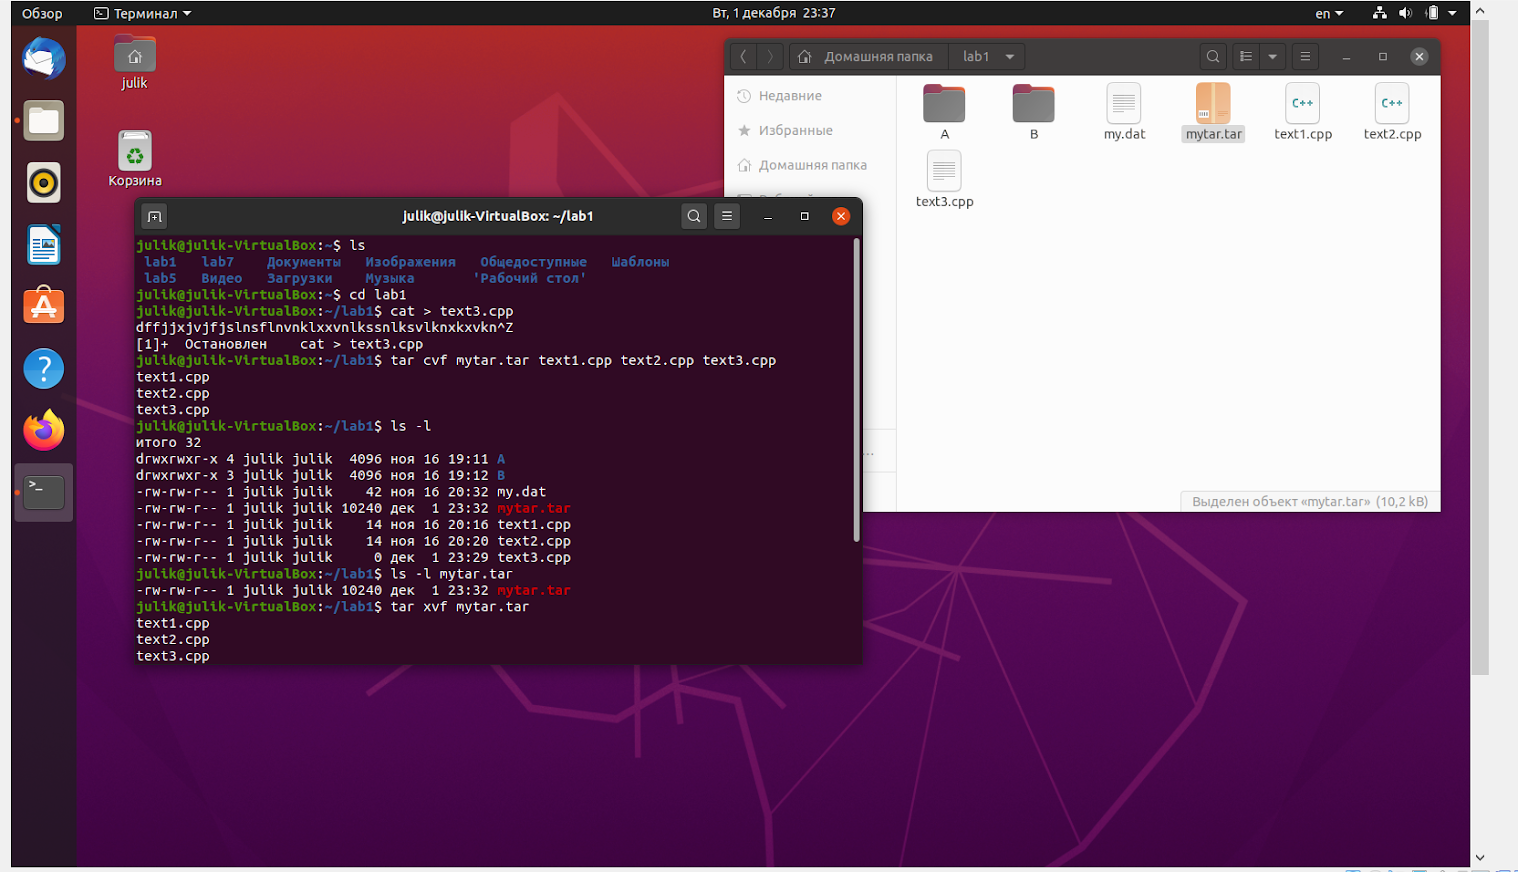 Обзор
Терминал
Вт, 1 декабря 23:37
en
julik
Корзина
Домашняя папка
lab1
Недавние
Избранные
Домашняя папка
A
B
my.dat
mytar.tar
text1.cpp
text2.cpp
text3.cpp
C++
C++
Выделен объект «mytar.tar» (10,2 kB)
julik@julik-VirtualBox: ~/lab1
julik@julik-VirtualBox:~$ ls
lab1 lab7 Документы Изображения Общедоступные Шаблоны
lab5 Видео Загрузки Музыка 'Рабочий стол'
julik@julik-VirtualBox:~$ cd lab1
julik@julik-VirtualBox:~/lab1$ cat > text3.cpp
dffjjxjvjfjslnsflnvnklxxvnlkssnlksvlknxkxvkn^Z
[1]+ Остановлен cat > text3.cpp
julik@julik-VirtualBox:~/lab1$ tar cvf mytar.tar text1.cpp text2.cpp text3.cpp
text1.cpp
text2.cpp
text3.cpp
julik@julik-VirtualBox:~/lab1$ ls -l
итого 32
drwxrwxr-x 4 julik julik 4096 ноя 16 19:11 A
drwxrwxr-x 3 julik julik 4096 ноя 16 19:12 B
-rw-rw-r-- 1 julik julik 42 ноя 16 20:32 my.dat
-rw-rw-r-- 1 julik julik 10240 дек 1 23:32 mytar.tar
-rw-rw-r-- 1 julik julik 14 ноя 16 20:16 text1.cpp
-rw-rw-r-- 1 julik julik 14 ноя 16 20:20 text2.cpp
-rw-rw-r-- 1 julik julik 0 дек 1 23:29 text3.cpp
julik@julik-VirtualBox:~/lab1$ ls -l mytar.tar
-rw-rw-r-- 1 julik julik 10240 дек 1 23:32 mytar.tar
julik@julik-VirtualBox:~/lab1$ tar xvf mytar.tar
text1.cpp
text2.cpp
text3.cpp